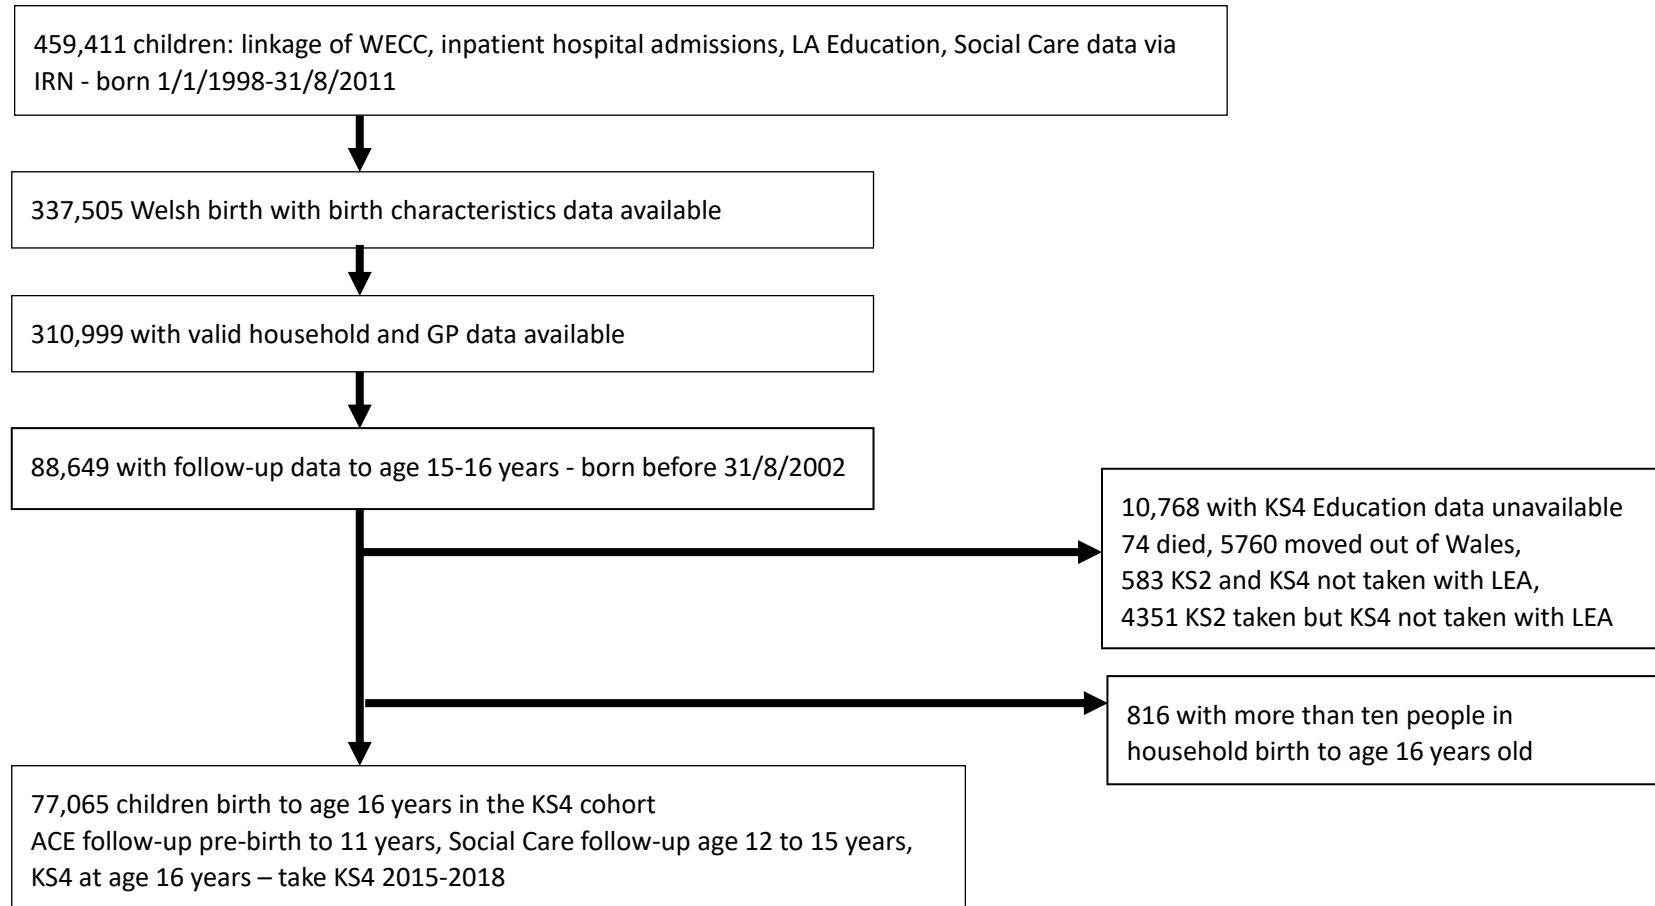 459,411 children: linkage of WECC, inpatient hospital admissions, LA Education, Social Care data via
IRN - born 1/1/1998-31/8/2011
337,505 Welsh birth with birth characteristics data available
310,999 with valid household and GP data available
88,649 with follow-up data to age 15-16 years - born before 31/8/2002
10,768 with KS4 Education data unavailable
74 died, 5760 moved out of Wales,
583 KS2 and KS4 not taken with LEA,
4351 KS2 taken but KS4 not taken with LEA
816 with more than ten people in
household birth to age 16 years old
77,065 children birth to age 16 years in the KS4 cohort
ACE follow-up pre-birth to 11 years, Social Care follow-up age 12 to 15 years,
KS4 at age 16 years – take KS4 2015-2018